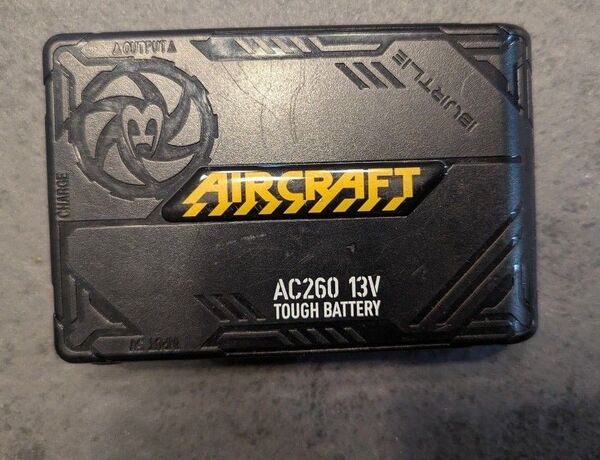 ▲OUTPUT▲
BURTLE
CHARGE
AIRCRAFT
AC260 13V
TOUGH BATTERY